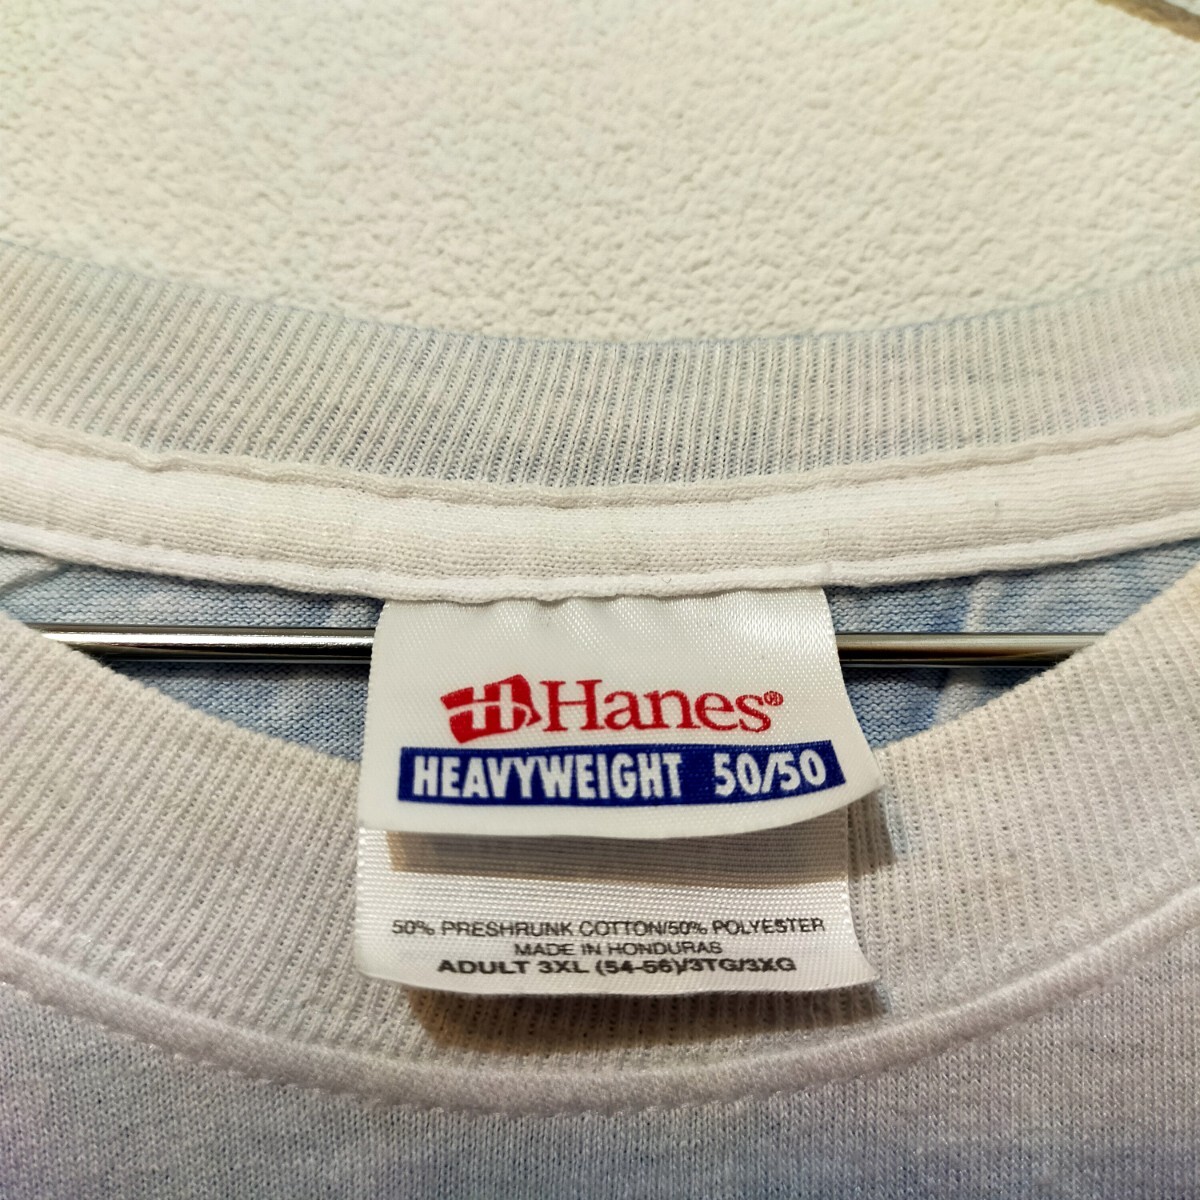 Hanes®
HEAVYWEIGHT 50/50
50% PRESHRUNK COTTON/50% POLYESTER
MADE IN HONDURAS
ADULT 3XL (54-56)/3TG/3XG